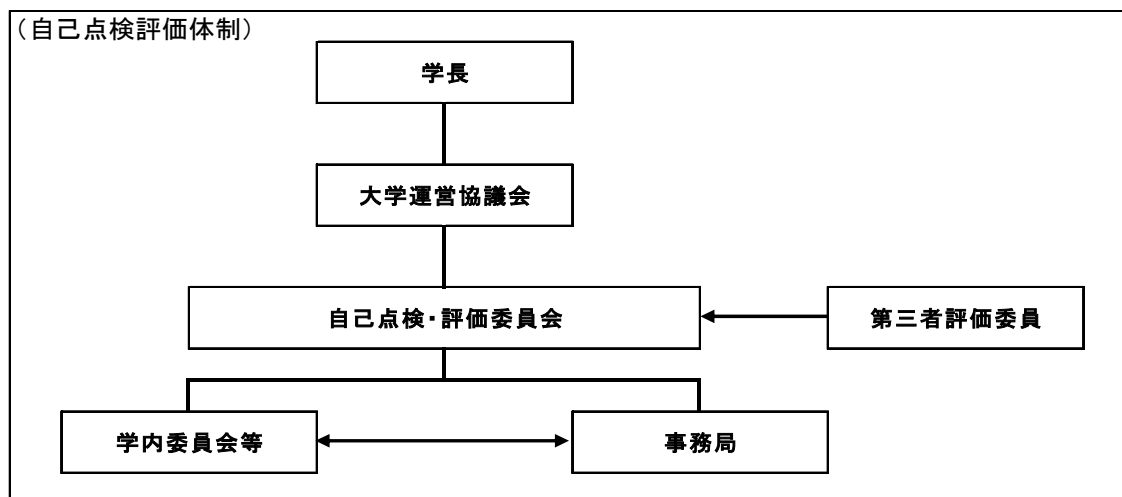 (自己点検評価体制)
学長
大学運営協議会
自己点検・評価委員会
第三者評価委員
学内委員会等
事務局